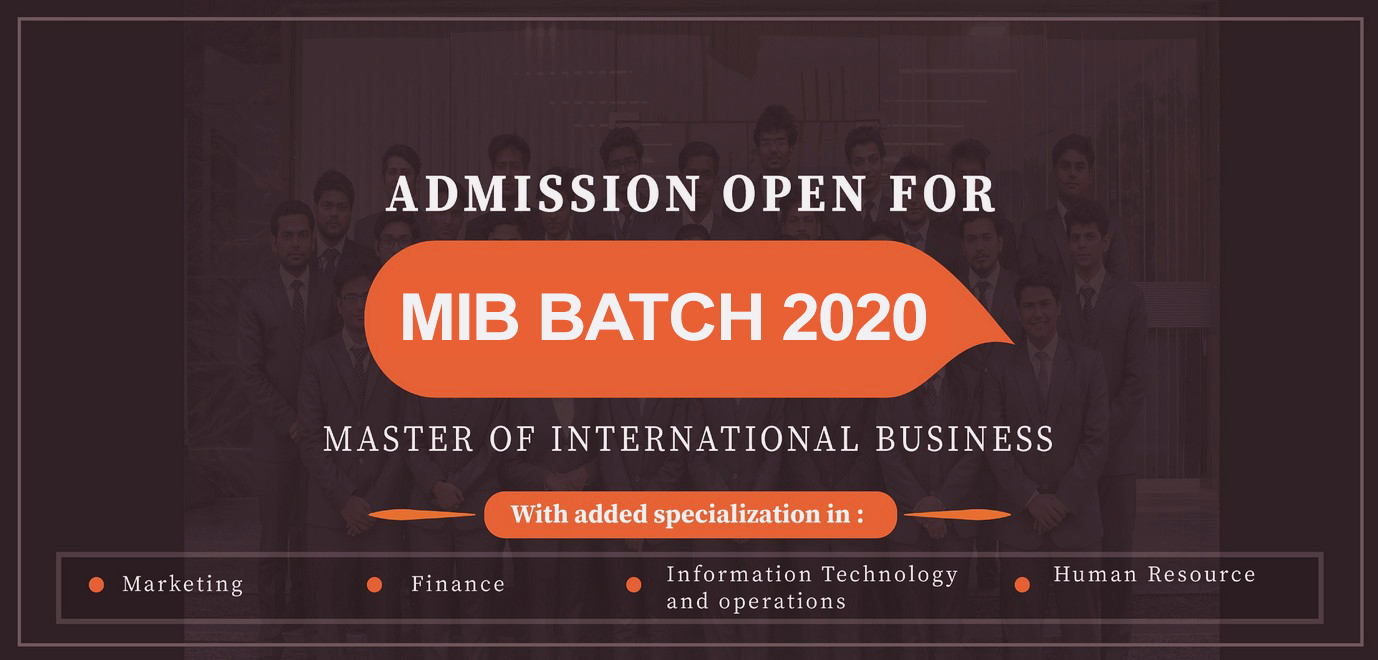 ADMISSION OPEN FOR
MIB BATCH 2020
MASTER OF INTERNATIONAL BUSINESS
With added specialization in :
Marketing
Finance
Information Technology
and operations
Human Resource